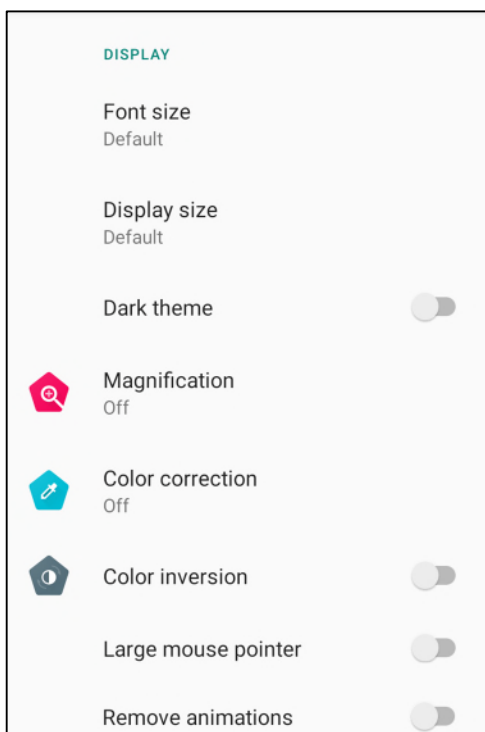 DISPLAY
Font size
Default
Display size
Default
Dark theme
Magnification
Off
Color correction
Off
Color inversion
Large mouse pointer
Remove animations